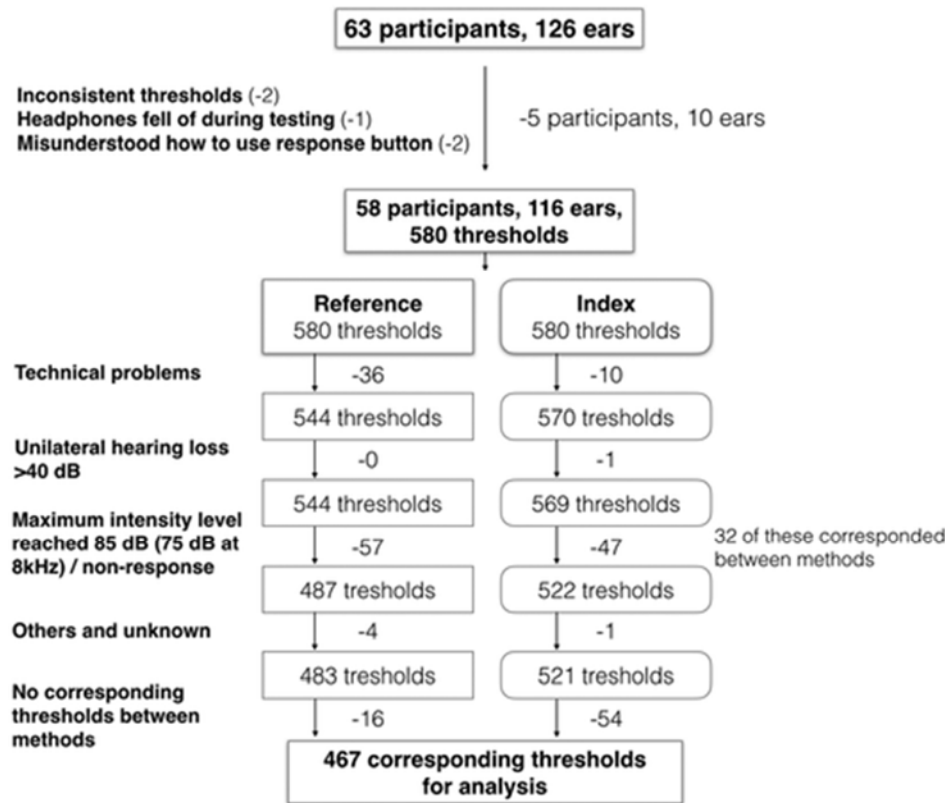 63 participants, 126 ears
Inconsistent thresholds (-2)
Headphones fell of during testing (-1)
Misunderstood how to use response button (-2)
-5 participants, 10 ears
58 participants, 116 ears,
580 thresholds
Reference
580 thresholds
Index
580 thresholds
Technical problems
-36
-10
544 thresholds
570 tresholds
Unilateral hearing loss
>40 dB
-0
-1
544 thresholds
569 thresholds
Maximum intensity level
reached 85 dB (75 dB at
8kHz) / non-response
-57
-47
32 of these corresponded
between methods
487 tresholds
522 tresholds
Others and unknown
-4
-1
483 tresholds
521 tresholds
No corresponding
thresholds between
methods
-16
-54
467 corresponding thresholds
for analysis